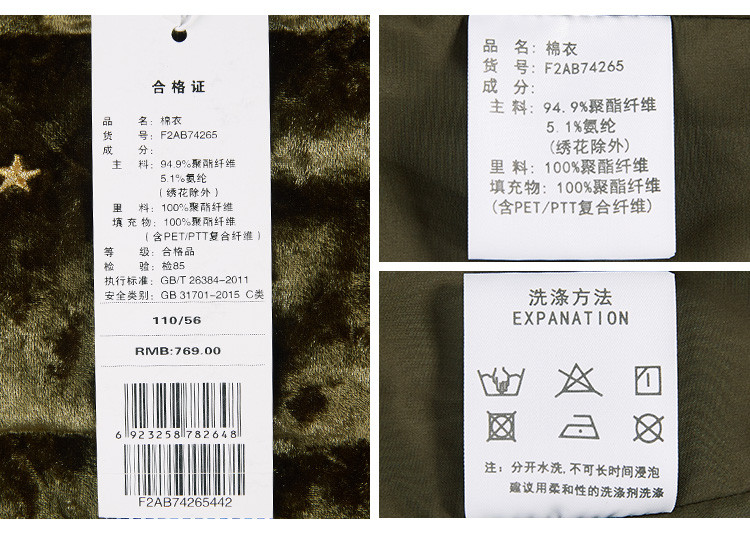 合格证
品 名: 棉衣
货 号: F2AB74265
成 分:
主 料: 94.9%聚酯纤维
5.1%氨纶
(绣花除外)
里 料: 100%聚酯纤维
填 充 物: 100%聚酯纤维
(含PET/PTT复合纤维)
等 级: 合格品
检 验: 检85
执行标准: GB/T 26384-2011
安全类别: GB 31701-2015 C类
110/56
RMB:769.00
6 923258 782648
F2AB74265442
品 名: 棉衣
货 号: F2AB74265
成 分:
主 料: 94.9%聚酯纤维
5.1%氨纶
(绣花除外)
里 料: 100%聚酯纤维
填充物: 100%聚酯纤维
(含PET/PTT复合纤维)
洗涤方法
EXPANATION
注: 分开水洗,不可长时间浸泡
建议用柔和性的洗涤剂洗涤